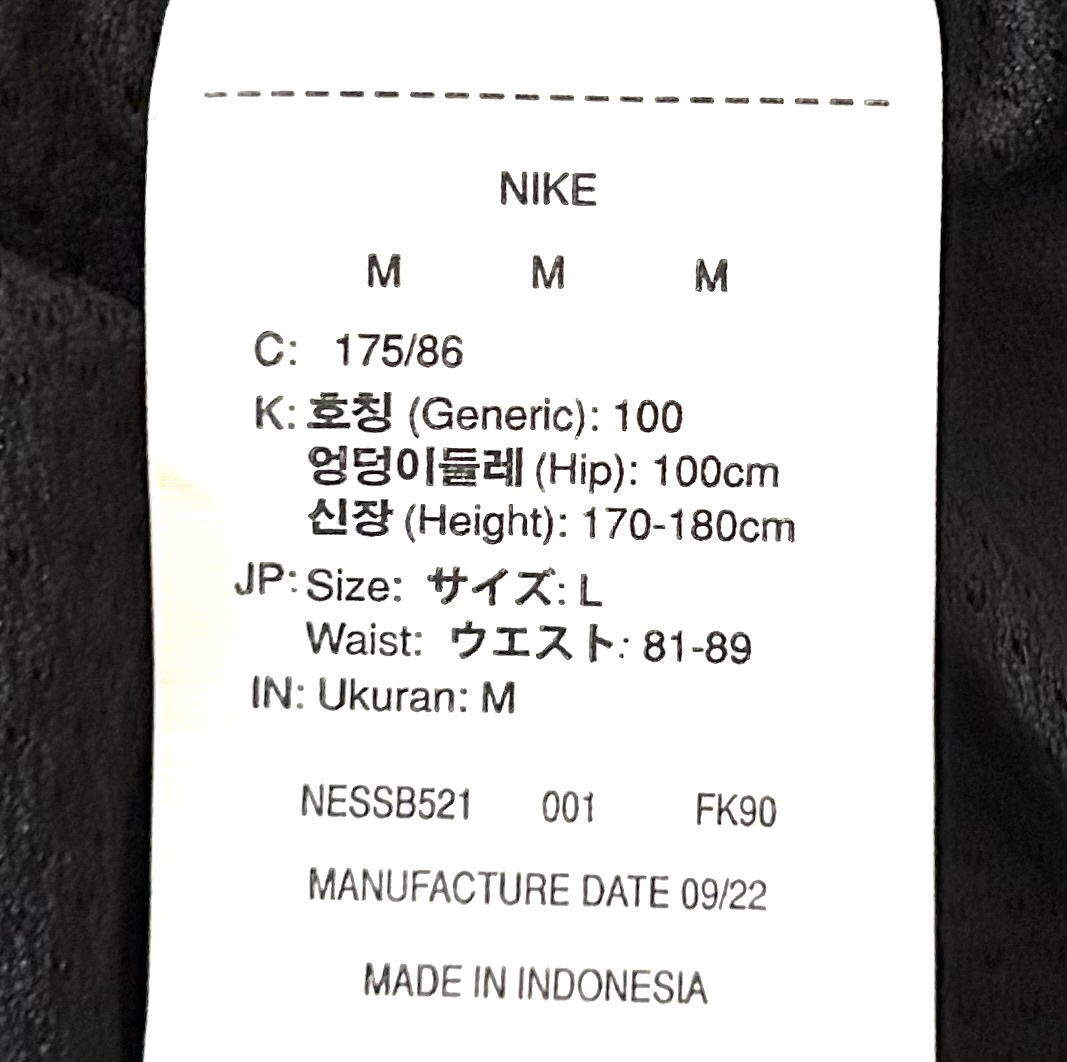 NIKE
M M M
C: 175/86
K: 호칭 (Generic): 100
엉덩이둘레 (Hip): 100cm
신장 (Height): 170-180cm
JP: Size: サイズ: L
Waist: ウエスト: 81-89
IN: Ukuran: M
NESSB521 001 FK90
MANUFACTURE DATE 09/22
MADE IN INDONESIA